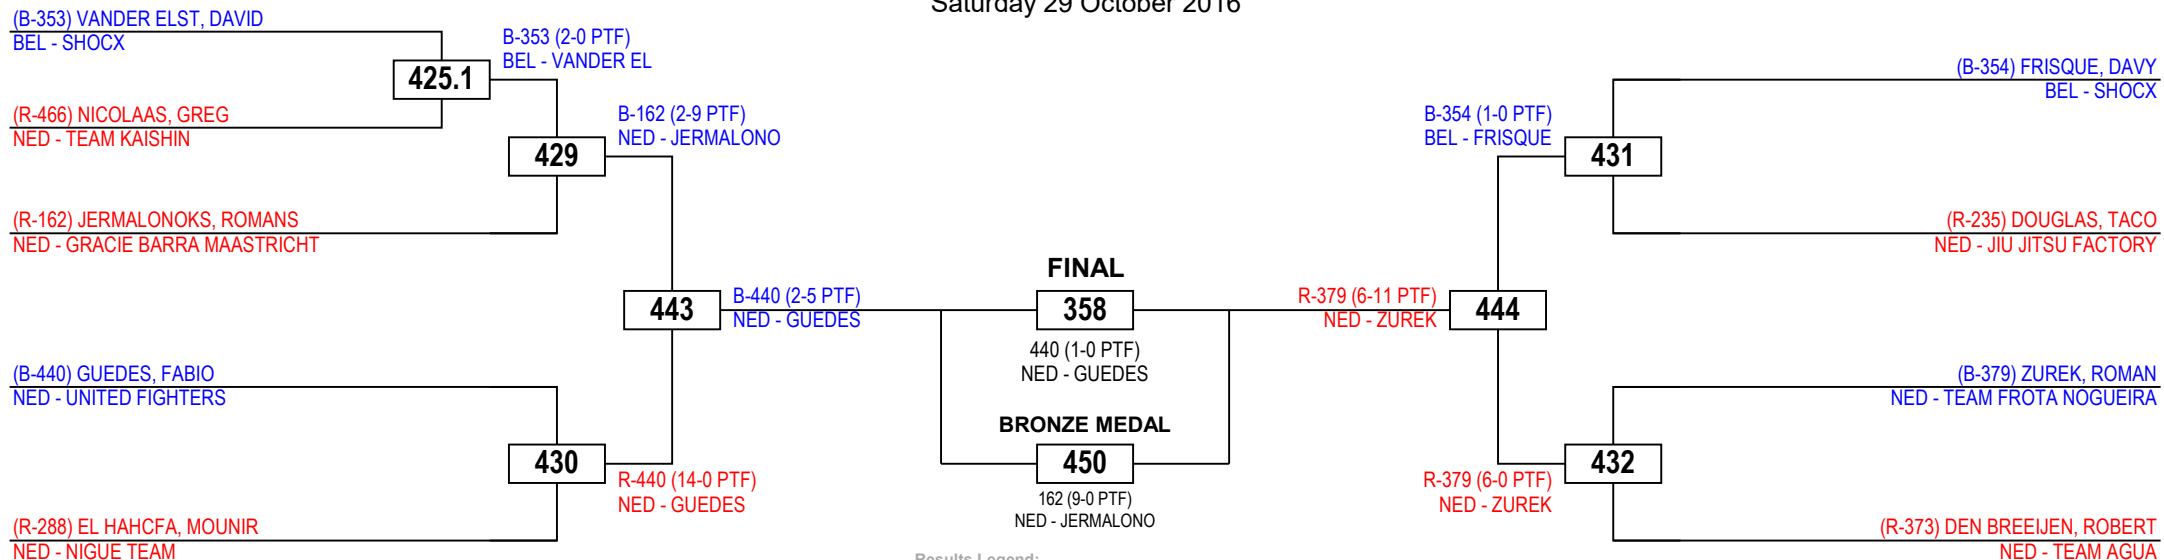 Saturday 29 October 2016
(B-353) VANDER ELST, DAVID
BEL - SHOCX
425.1
(R-466) NICOLAAS, GREG
NED - TEAM KAISHIN
B-353 (2-0 PTF)
BEL - VANDER EL
429
(R-162) JERMALONOKS, ROMANS
NED - GRACIE BARRA MAASTRICHT
B-162 (2-9 PTF)
NED - JERMALONO
443
(B-440) GUEDES, FABIO
NED - UNITED FIGHTERS
430
(R-288) EL HAHCFA, MOUNIR
NED - NIGUE TEAM
R-440 (14-0 PTF)
NED - GUEDES
B-440 (2-5 PTF)
NED - GUEDES
FINAL
358
440 (1-0 PTF)
NED - GUEDES
BRONZE MEDAL
450
162 (9-0 PTF)
NED - JERMALONO
R-379 (6-11 PTF)
NED - ZUREK
444
B-354 (1-0 PTF)
BEL - FRISQUE
431
(B-354) FRISQUE, DAVY
BEL - SHOCX
(R-235) DOUGLAS, TACO
NED - JIU JITSU FACTORY
(B-379) ZUREK, ROMAN
NED - TEAM FROTA NOGUEIRA
432
R-379 (6-0 PTF)
NED - ZUREK
(R-373) DEN BREEIJEN, ROBERT
NED - TEAM AGUA
Results Legend: